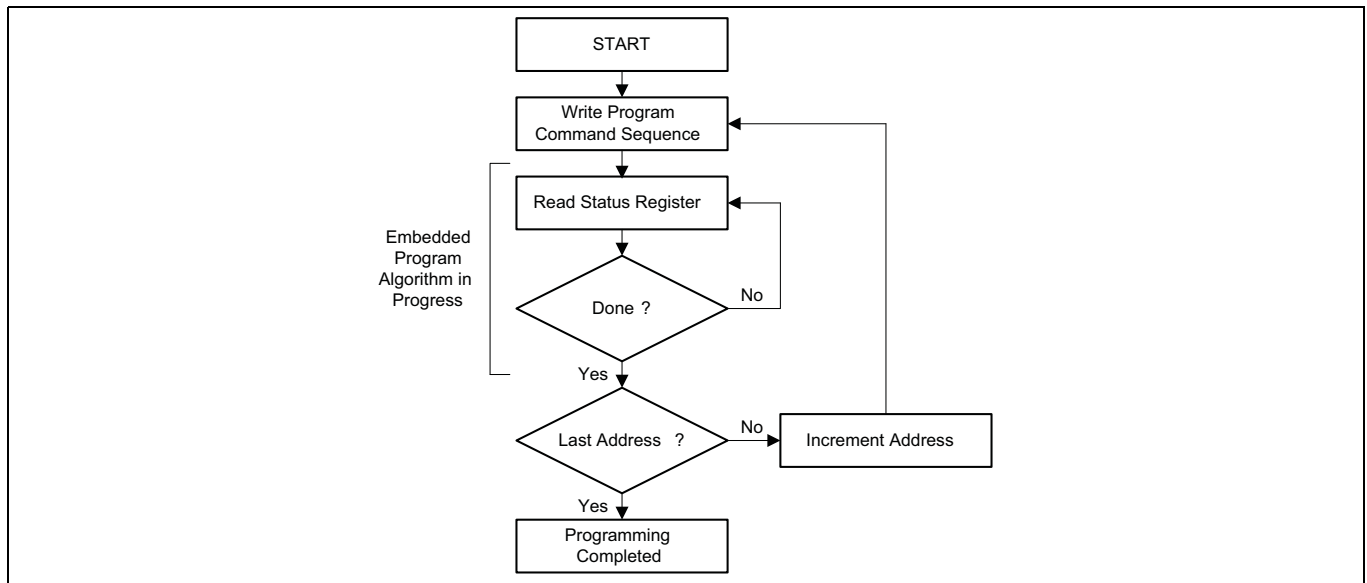 START
Write Program
Command Sequence
Read Status Register
Embedded
Program
Algorithm in
Progress
Done ?
No
Yes
Last Address ?
No
Increment Address
Yes
Programming
Completed